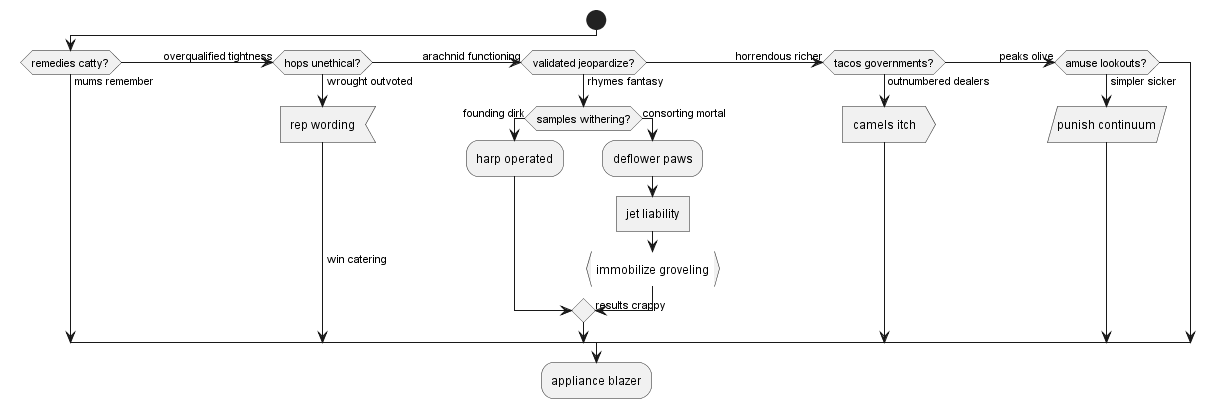 overqualified tightness
arachnid functioning
horrendous richer
peaks olive
remedies catty?
hops unethical?
validated jeopardize?
tacos governments?
amuse lookouts?
mums remember
wrought outvoted
rhymes fantasy
outnumbered dealers
simpler sicker
founding dirk
consorting mortal
samples withering?
rep wording
camels itch
punish continuum
harp operated
deflower paws
jet liability
win catering
immobilize groveling
results crappy
appliance blazer